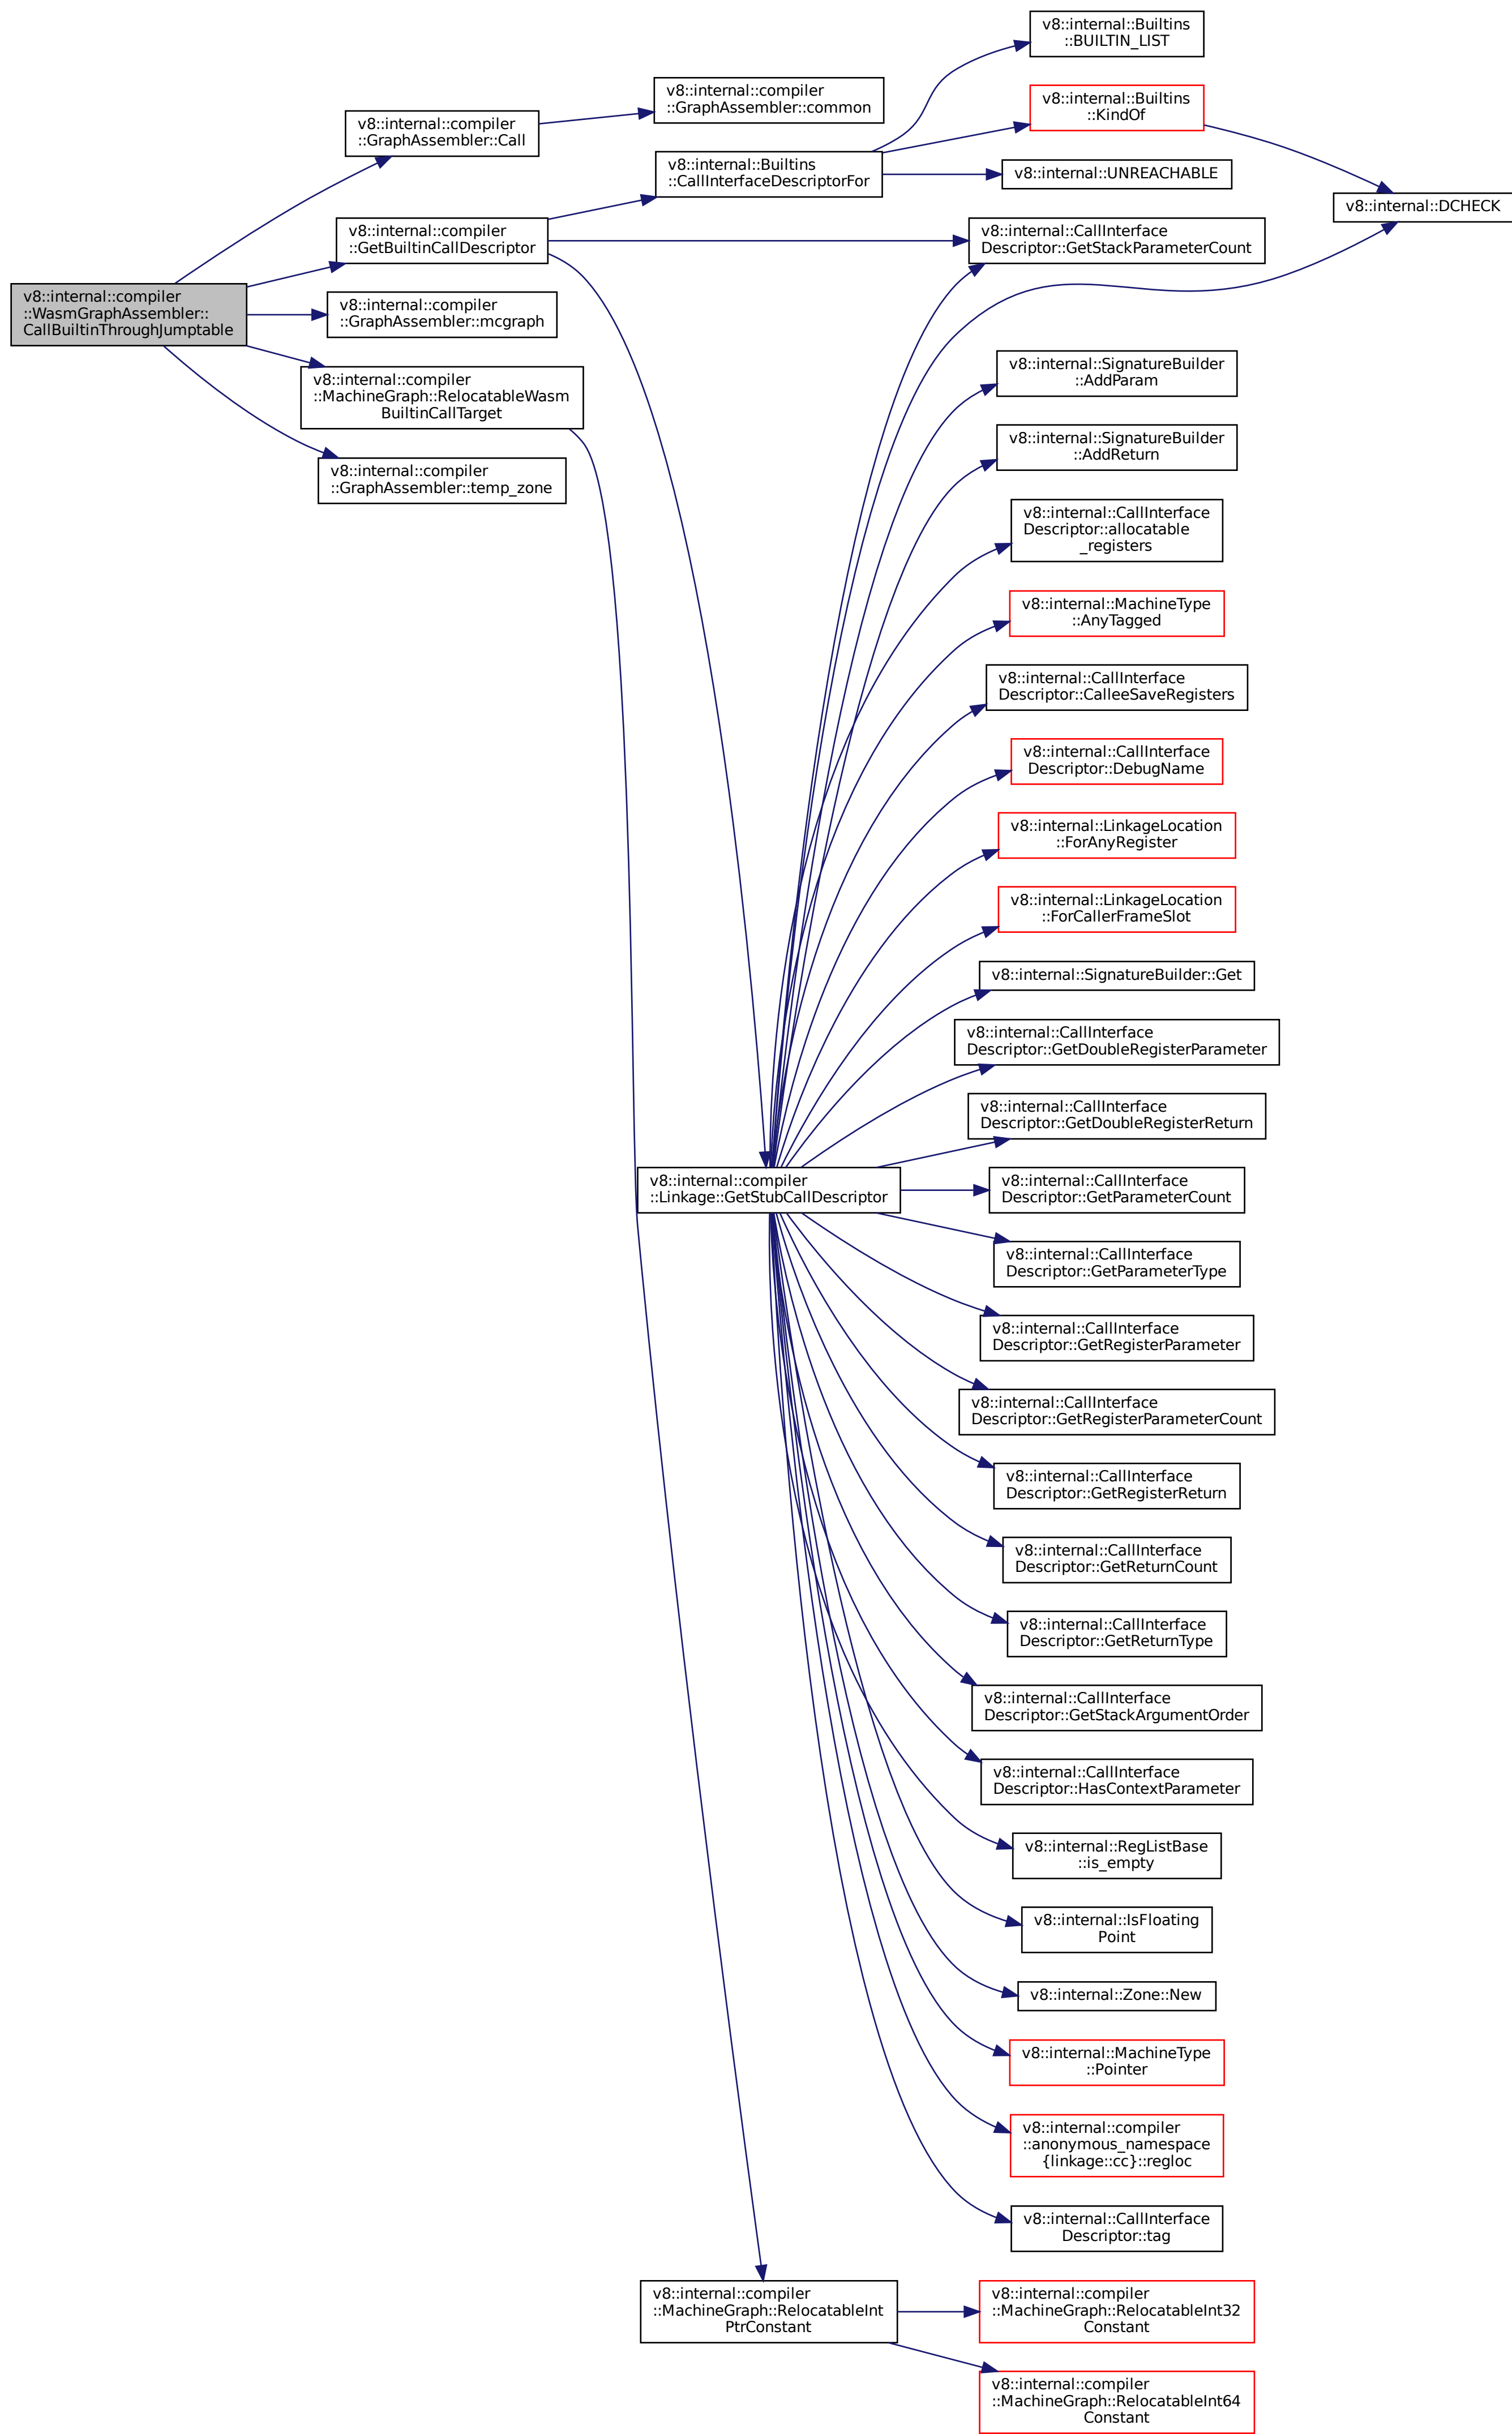 v8::internal::compiler
::WasmGraphAssembler::
CallBuiltinThroughJumptable
v8::internal::compiler
::GraphAssembler::Call
v8::internal::compiler
::GraphAssembler::common
v8::internal::compiler
::GetBuiltinCallDescriptor
v8::internal::Builtins
::CallInterfaceDescriptorFor
v8::internal::Builtins
::BUILTIN_LIST
v8::internal::Builtins
::KindOf
v8::internal::UNREACHABLE
v8::internal::DCHECK
v8::internal::CallInterface
Descriptor::GetStackParameterCount
v8::internal::compiler
::GraphAssembler::mcgraph
v8::internal::compiler
::MachineGraph::RelocatableWasm
BuiltinCallTarget
v8::internal::compiler
::GraphAssembler::temp_zone
v8::internal::SignatureBuilder
::AddParam
v8::internal::SignatureBuilder
::AddReturn
v8::internal::CallInterface
Descriptor::allocatable
_registers
v8::internal::MachineType
::AnyTagged
v8::internal::CallInterface
Descriptor::CalleeSaveRegisters
v8::internal::CallInterface
Descriptor::DebugName
v8::internal::LinkageLocation
::ForAnyRegister
v8::internal::LinkageLocation
::ForCallerFrameSlot
v8::internal::SignatureBuilder::Get
v8::internal::CallInterface
Descriptor::GetDoubleRegisterParameter
v8::internal::CallInterface
Descriptor::GetDoubleRegisterReturn
v8::internal::compiler
::Linkage::GetStubCallDescriptor
v8::internal::CallInterface
Descriptor::GetParameterCount
v8::internal::CallInterface
Descriptor::GetParameterType
v8::internal::CallInterface
Descriptor::GetRegisterParameter
v8::internal::CallInterface
Descriptor::GetRegisterParameterCount
v8::internal::CallInterface
Descriptor::GetRegisterReturn
v8::internal::CallInterface
Descriptor::GetReturnCount
v8::internal::CallInterface
Descriptor::GetReturnType
v8::internal::CallInterface
Descriptor::GetStackArgumentOrder
v8::internal::CallInterface
Descriptor::HasContextParameter
v8::internal::RegListBase
::is_empty
v8::internal::IsFloating
Point
v8::internal::Zone::New
v8::internal::MachineType
::Pointer
v8::internal::compiler
::anonymous_namespace
{linkage::cc}::regloc
v8::internal::CallInterface
Descriptor::tag
v8::internal::compiler
::MachineGraph::RelocatableInt
PtrConstant
v8::internal::compiler
::MachineGraph::RelocatableInt32
Constant
v8::internal::compiler
::MachineGraph::RelocatableInt64
Constant